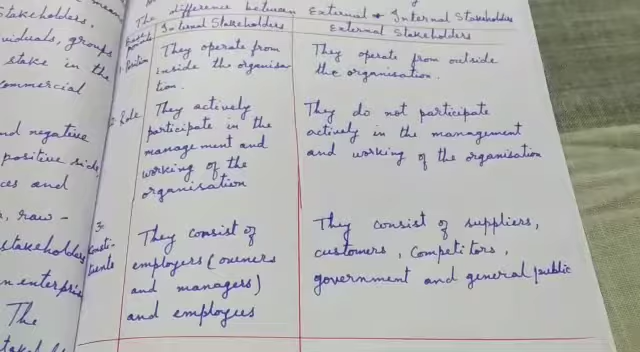 stakeholders,
viduals, groups
stake in the
commercial
nd negative
positive side,
ces and
, raw -
stakeholders
n enterprise
The
The difference between External & Internal Stakeholders
Internal Stakeholders
External Stakeholders
1. Position
They operate from
inside the organisa
tion.
They operate from outside
the organisation.
2. Role
They actively
participate in the
management and
working of the
organisation
They do not participate
actively in the management
and working of the organisation
3.
Consti-
tuents
They consist of
employers (owners
and managers)
and employees
They consist of suppliers,
customers, competitors,
government and general public